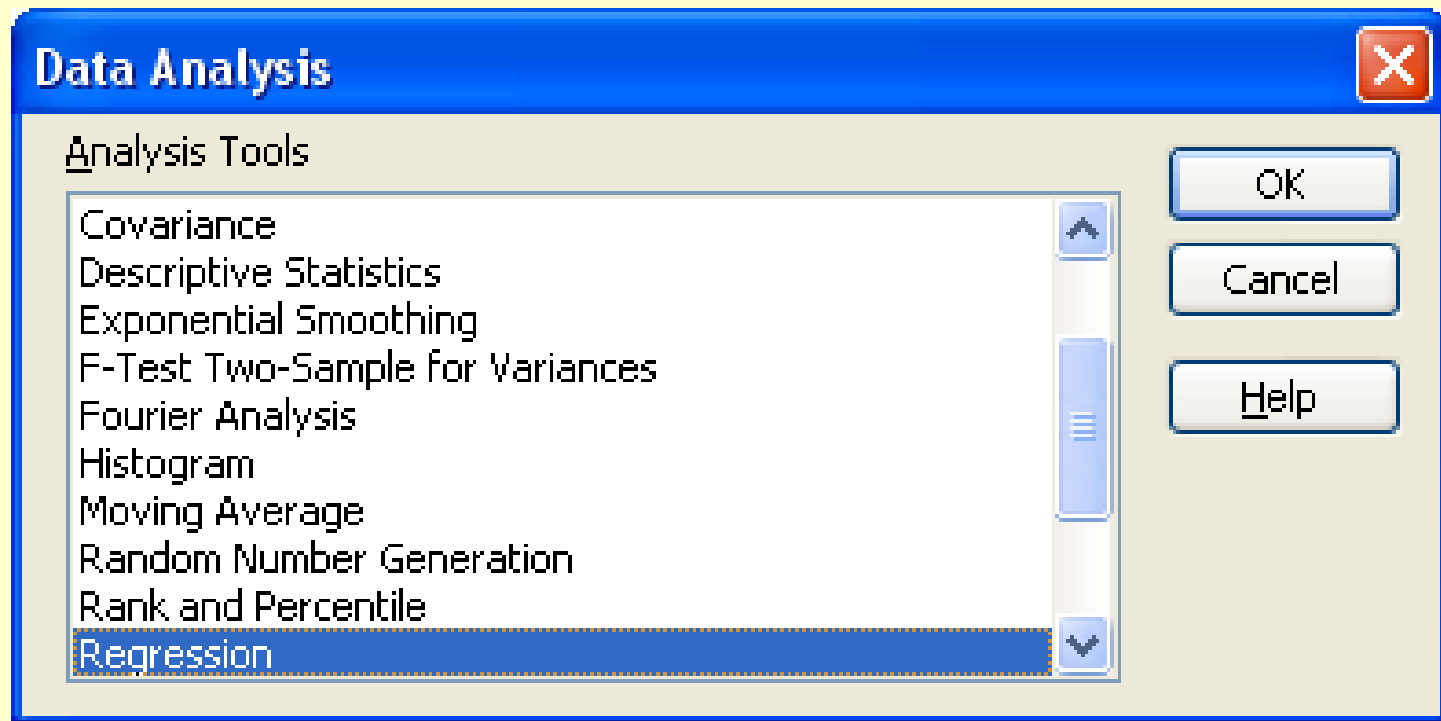 Data Analysis
Analysis Tools
Covariance
Descriptive Statistics
Exponential Smoothing
F-Test Two-Sample for Variances
Fourier Analysis
Histogram
Moving Average
Random Number Generation
Rank and Percentile
Regression
OK
Cancel
Help